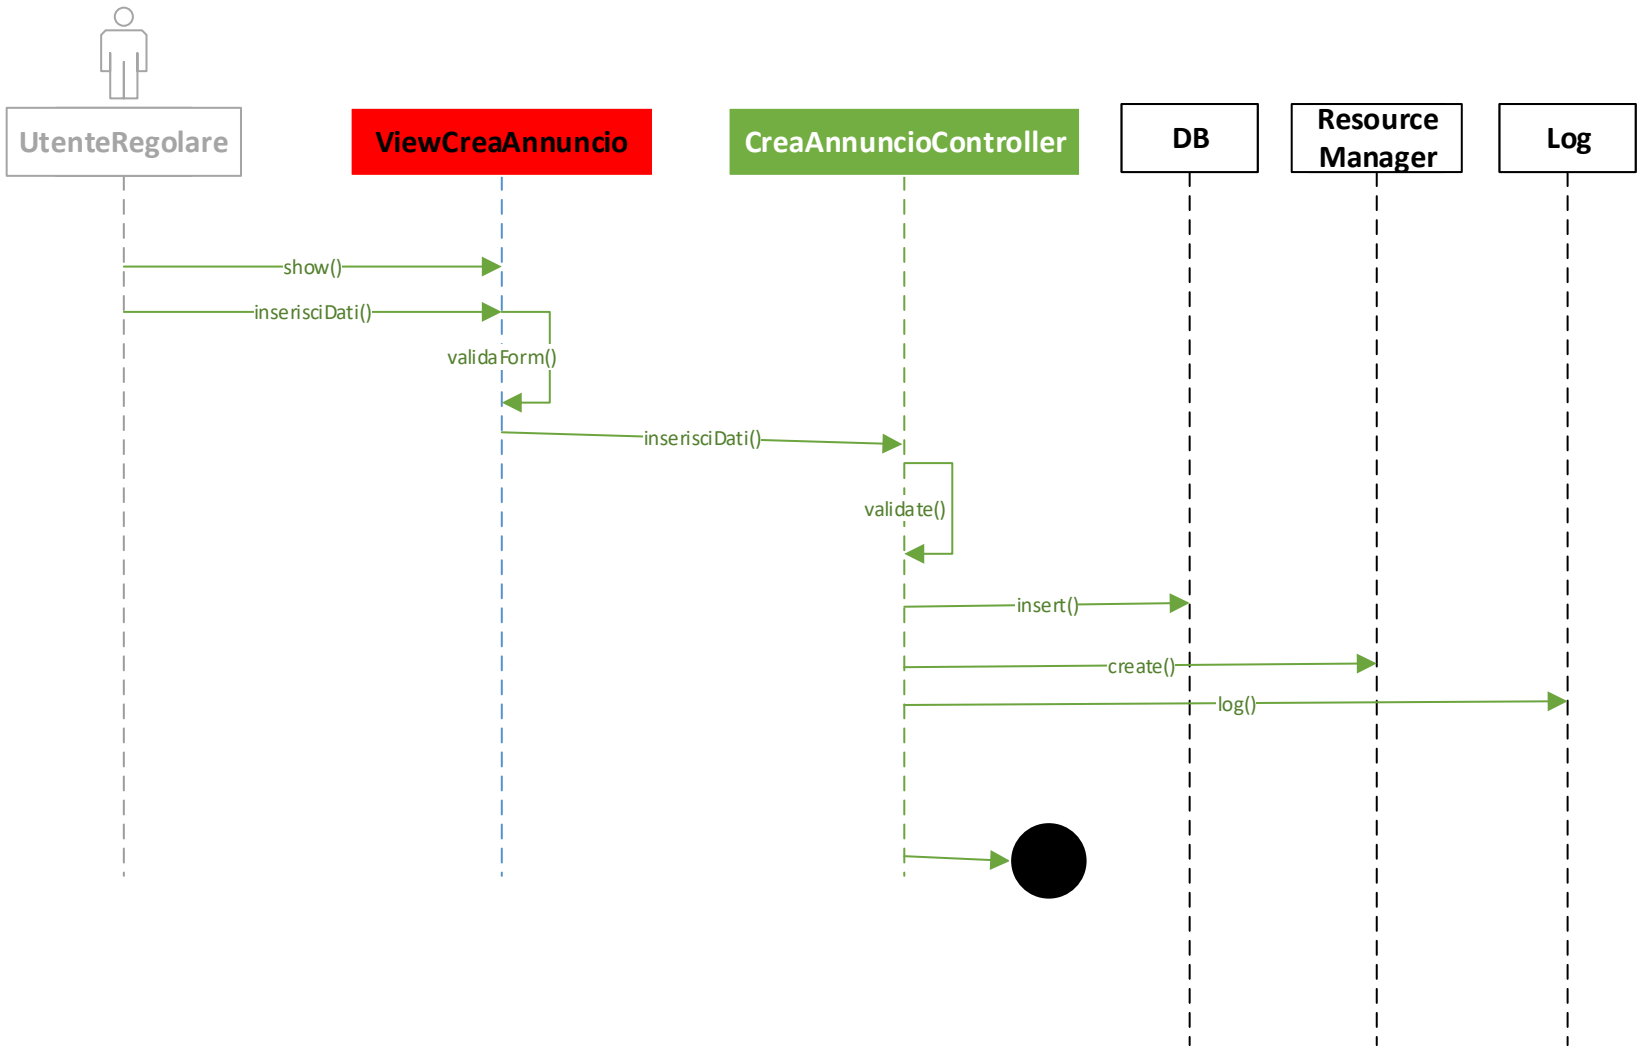 UtenteRegolare
ViewCreaAnnuncio
CreaAnnuncioController
DB
Resource
Manager
Log
show()
inserisciDati()
validaForm()
inserisciDati()
validate()
insert()
create()
log()